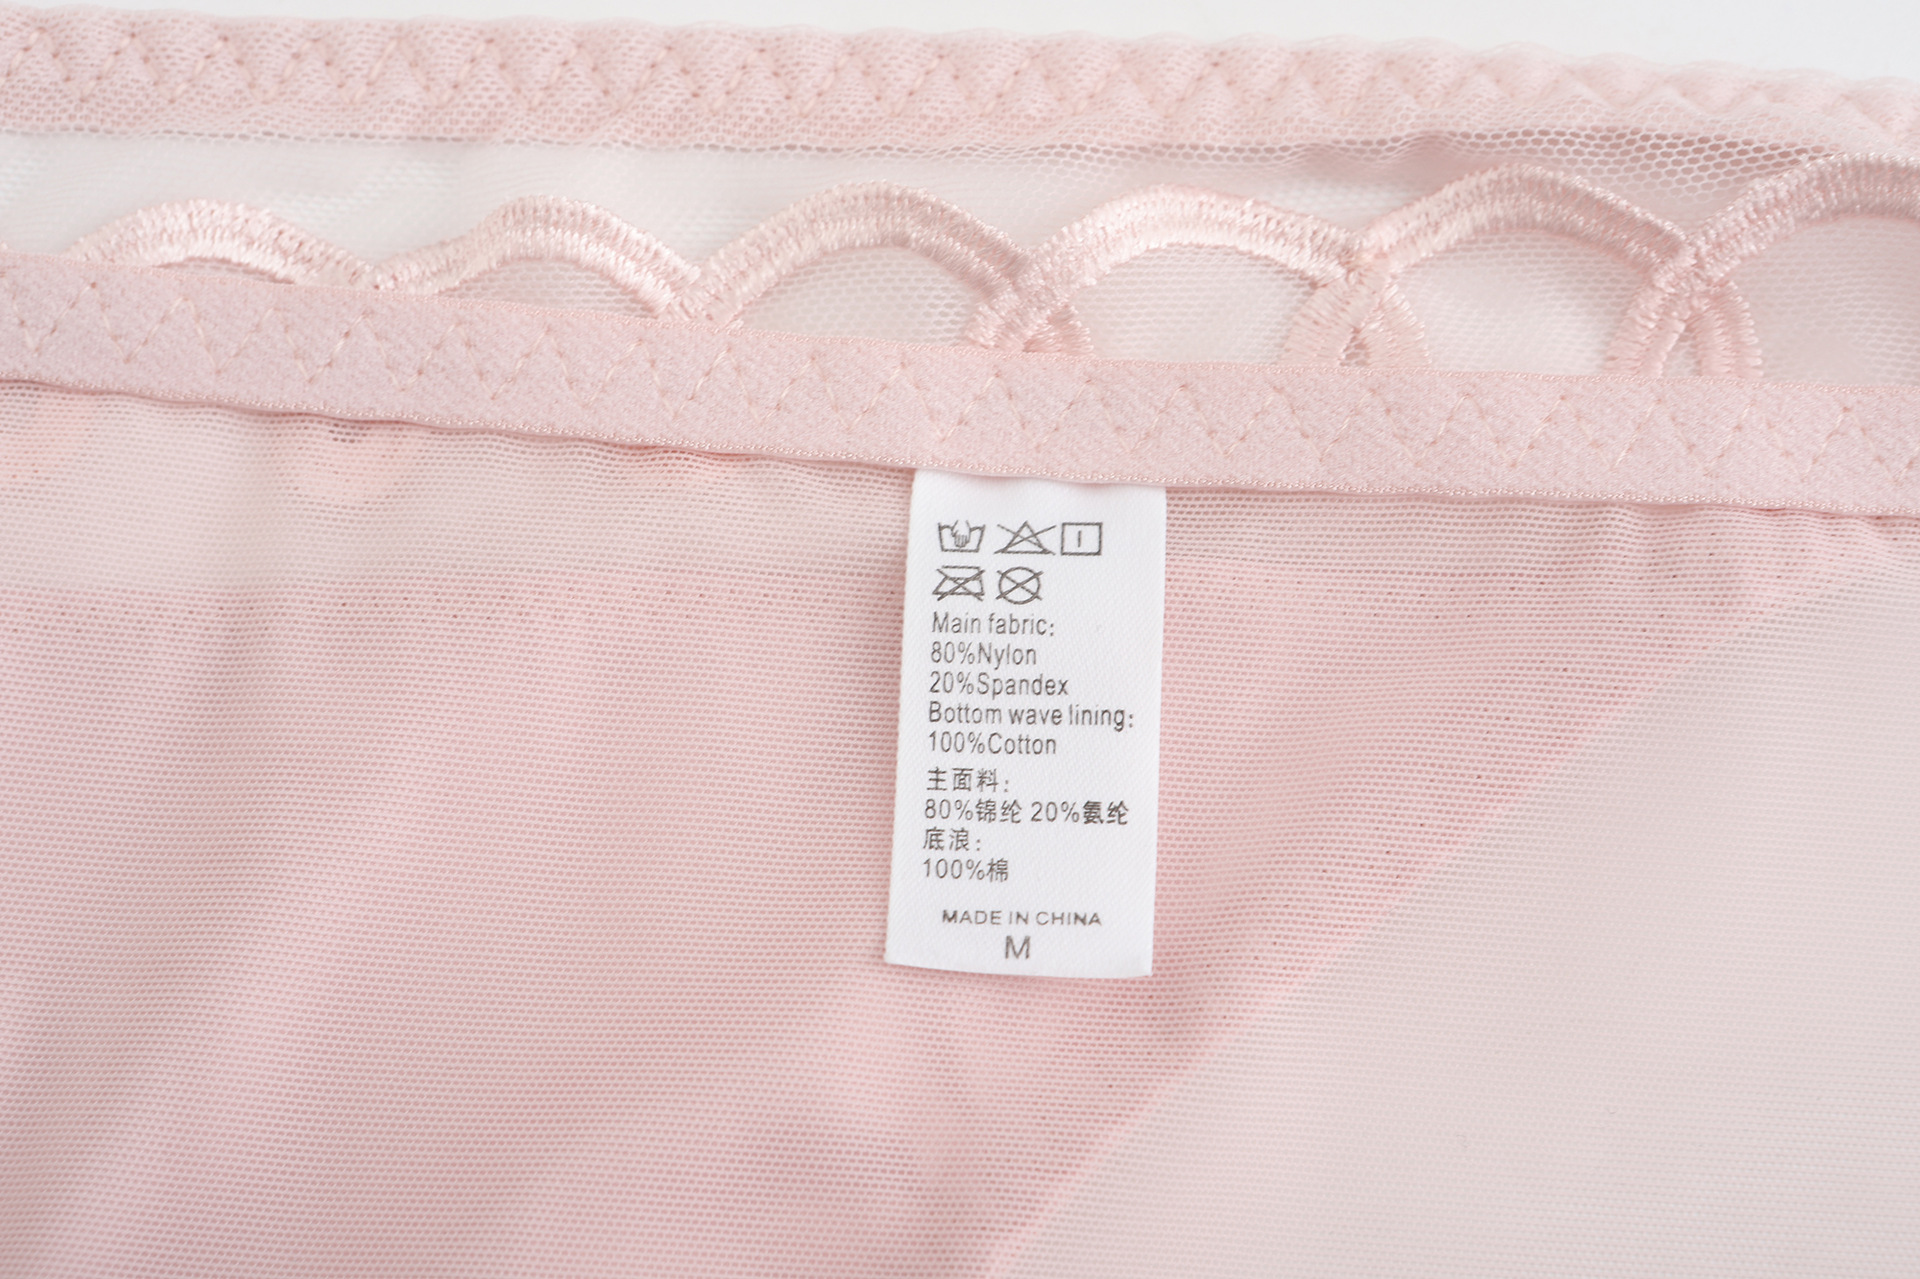 Main fabric:
80%Nylon
20%Spandex
Bottom wave lining:
100%Cotton
主面料:
80%锦纶 20%氨纶
底浪:
100%棉
MADE IN CHINA
M